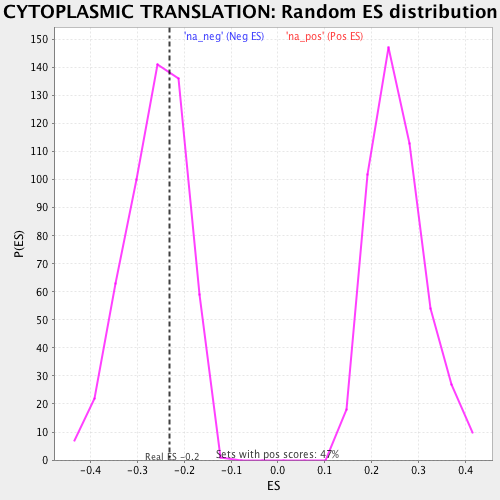 CYTOPLASMIC TRANSLATION: Random ES distribution
'na_neg' (Neg ES) 'na_pos' (Pos ES)
150
140
130
120
110
100
90
80
70
60
50
40
30
20
10
0
P(ES)
Real ES -0.2 Sets with pos scores: 47%
-0.4 -0.3 -0.2 -0.1 0.0 0.1 0.2 0.3 0.4
ES